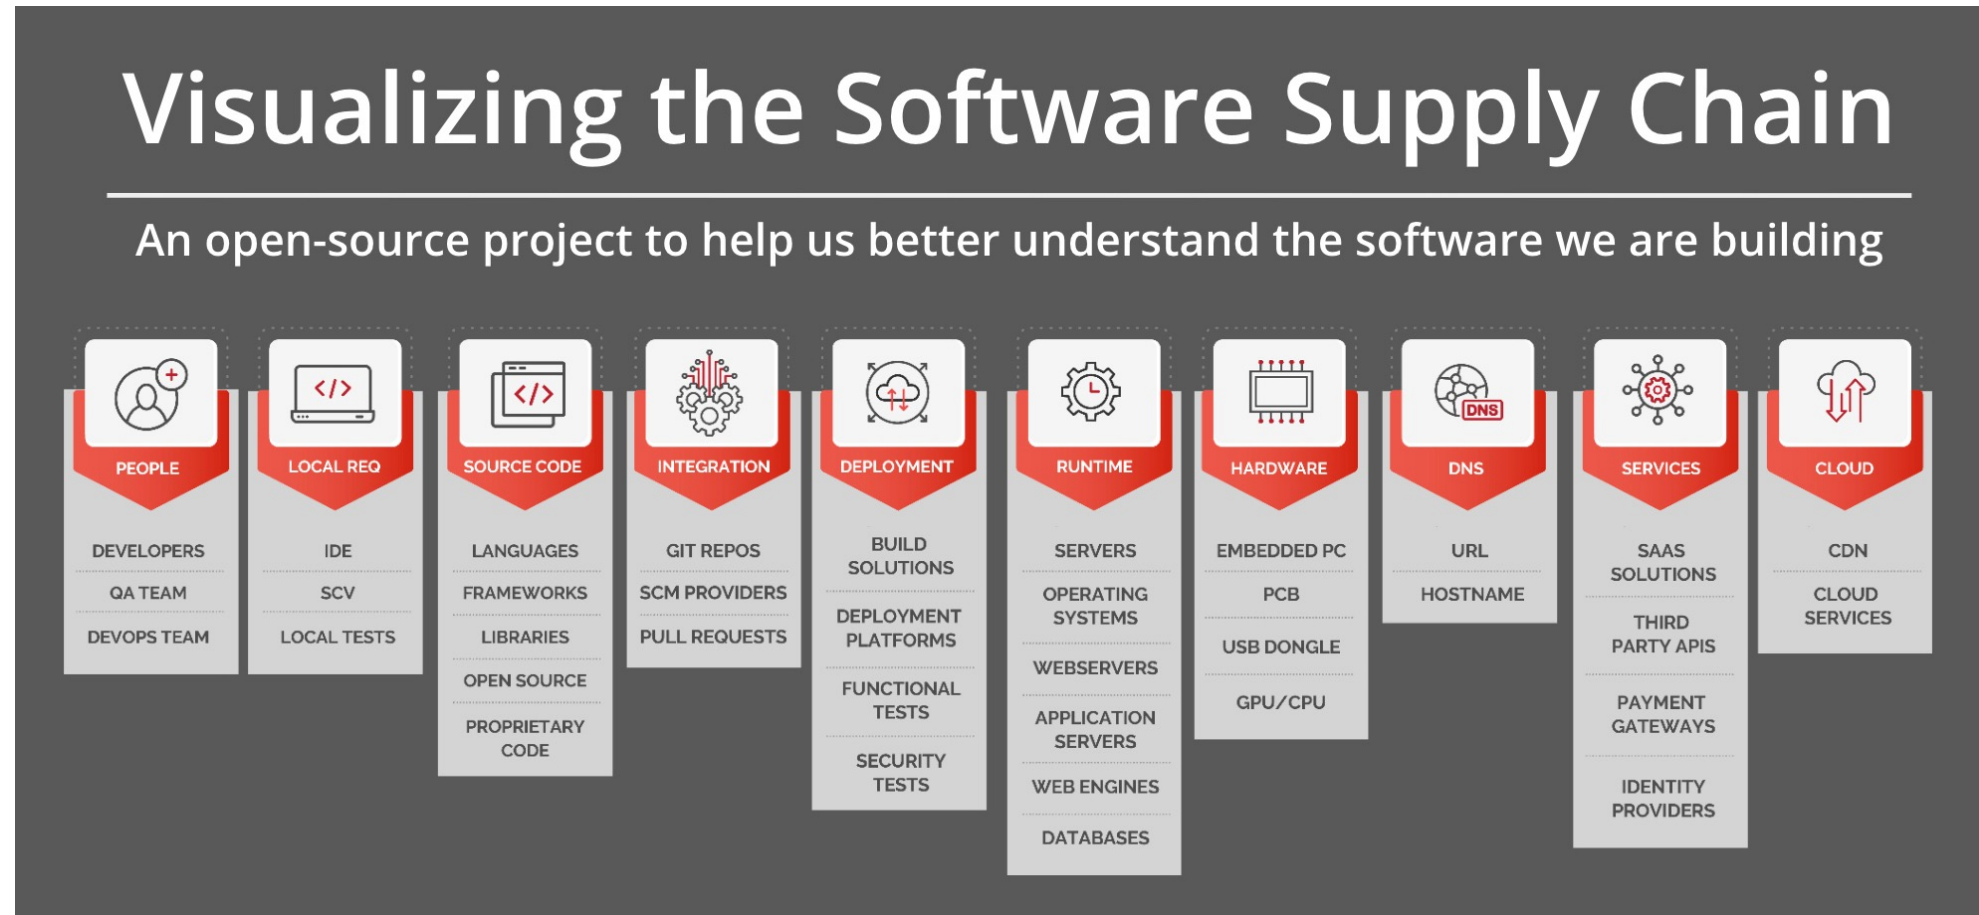 Visualizing the Software Supply Chain
An open-source project to help us better understand the software we are building
PEOPLE
DEVELOPERS
QA TEAM
DEVOPS TEAM
</>
LOCAL REQ
IDE
SCV
LOCAL TESTS
</>
SOURCE CODE
LANGUAGES
FRAMEWORKS
LIBRARIES
OPEN SOURCE
PROPRIETARY
CODE
INTEGRATION
GIT REPOS
SCM PROVIDERS
PULL REQUESTS
DEPLOYMENT
BUILD
SOLUTIONS
DEPLOYMENT
PLATFORMS
FUNCTIONAL
TESTS
SECURITY
TESTS
RUNTIME
SERVERS
OPERATING
SYSTEMS
WEBSERVERS
APPLICATION
SERVERS
WEB ENGINES
DATABASES
HARDWARE
EMBEDDED PC
PCB
USB DONGLE
GPU/CPU
DNS
DNS
URL
HOSTNAME
SERVICES
SAAS
SOLUTIONS
THIRD
PARTY APIS
PAYMENT
GATEWAYS
IDENTITY
PROVIDERS
CLOUD
CDN
CLOUD
SERVICES